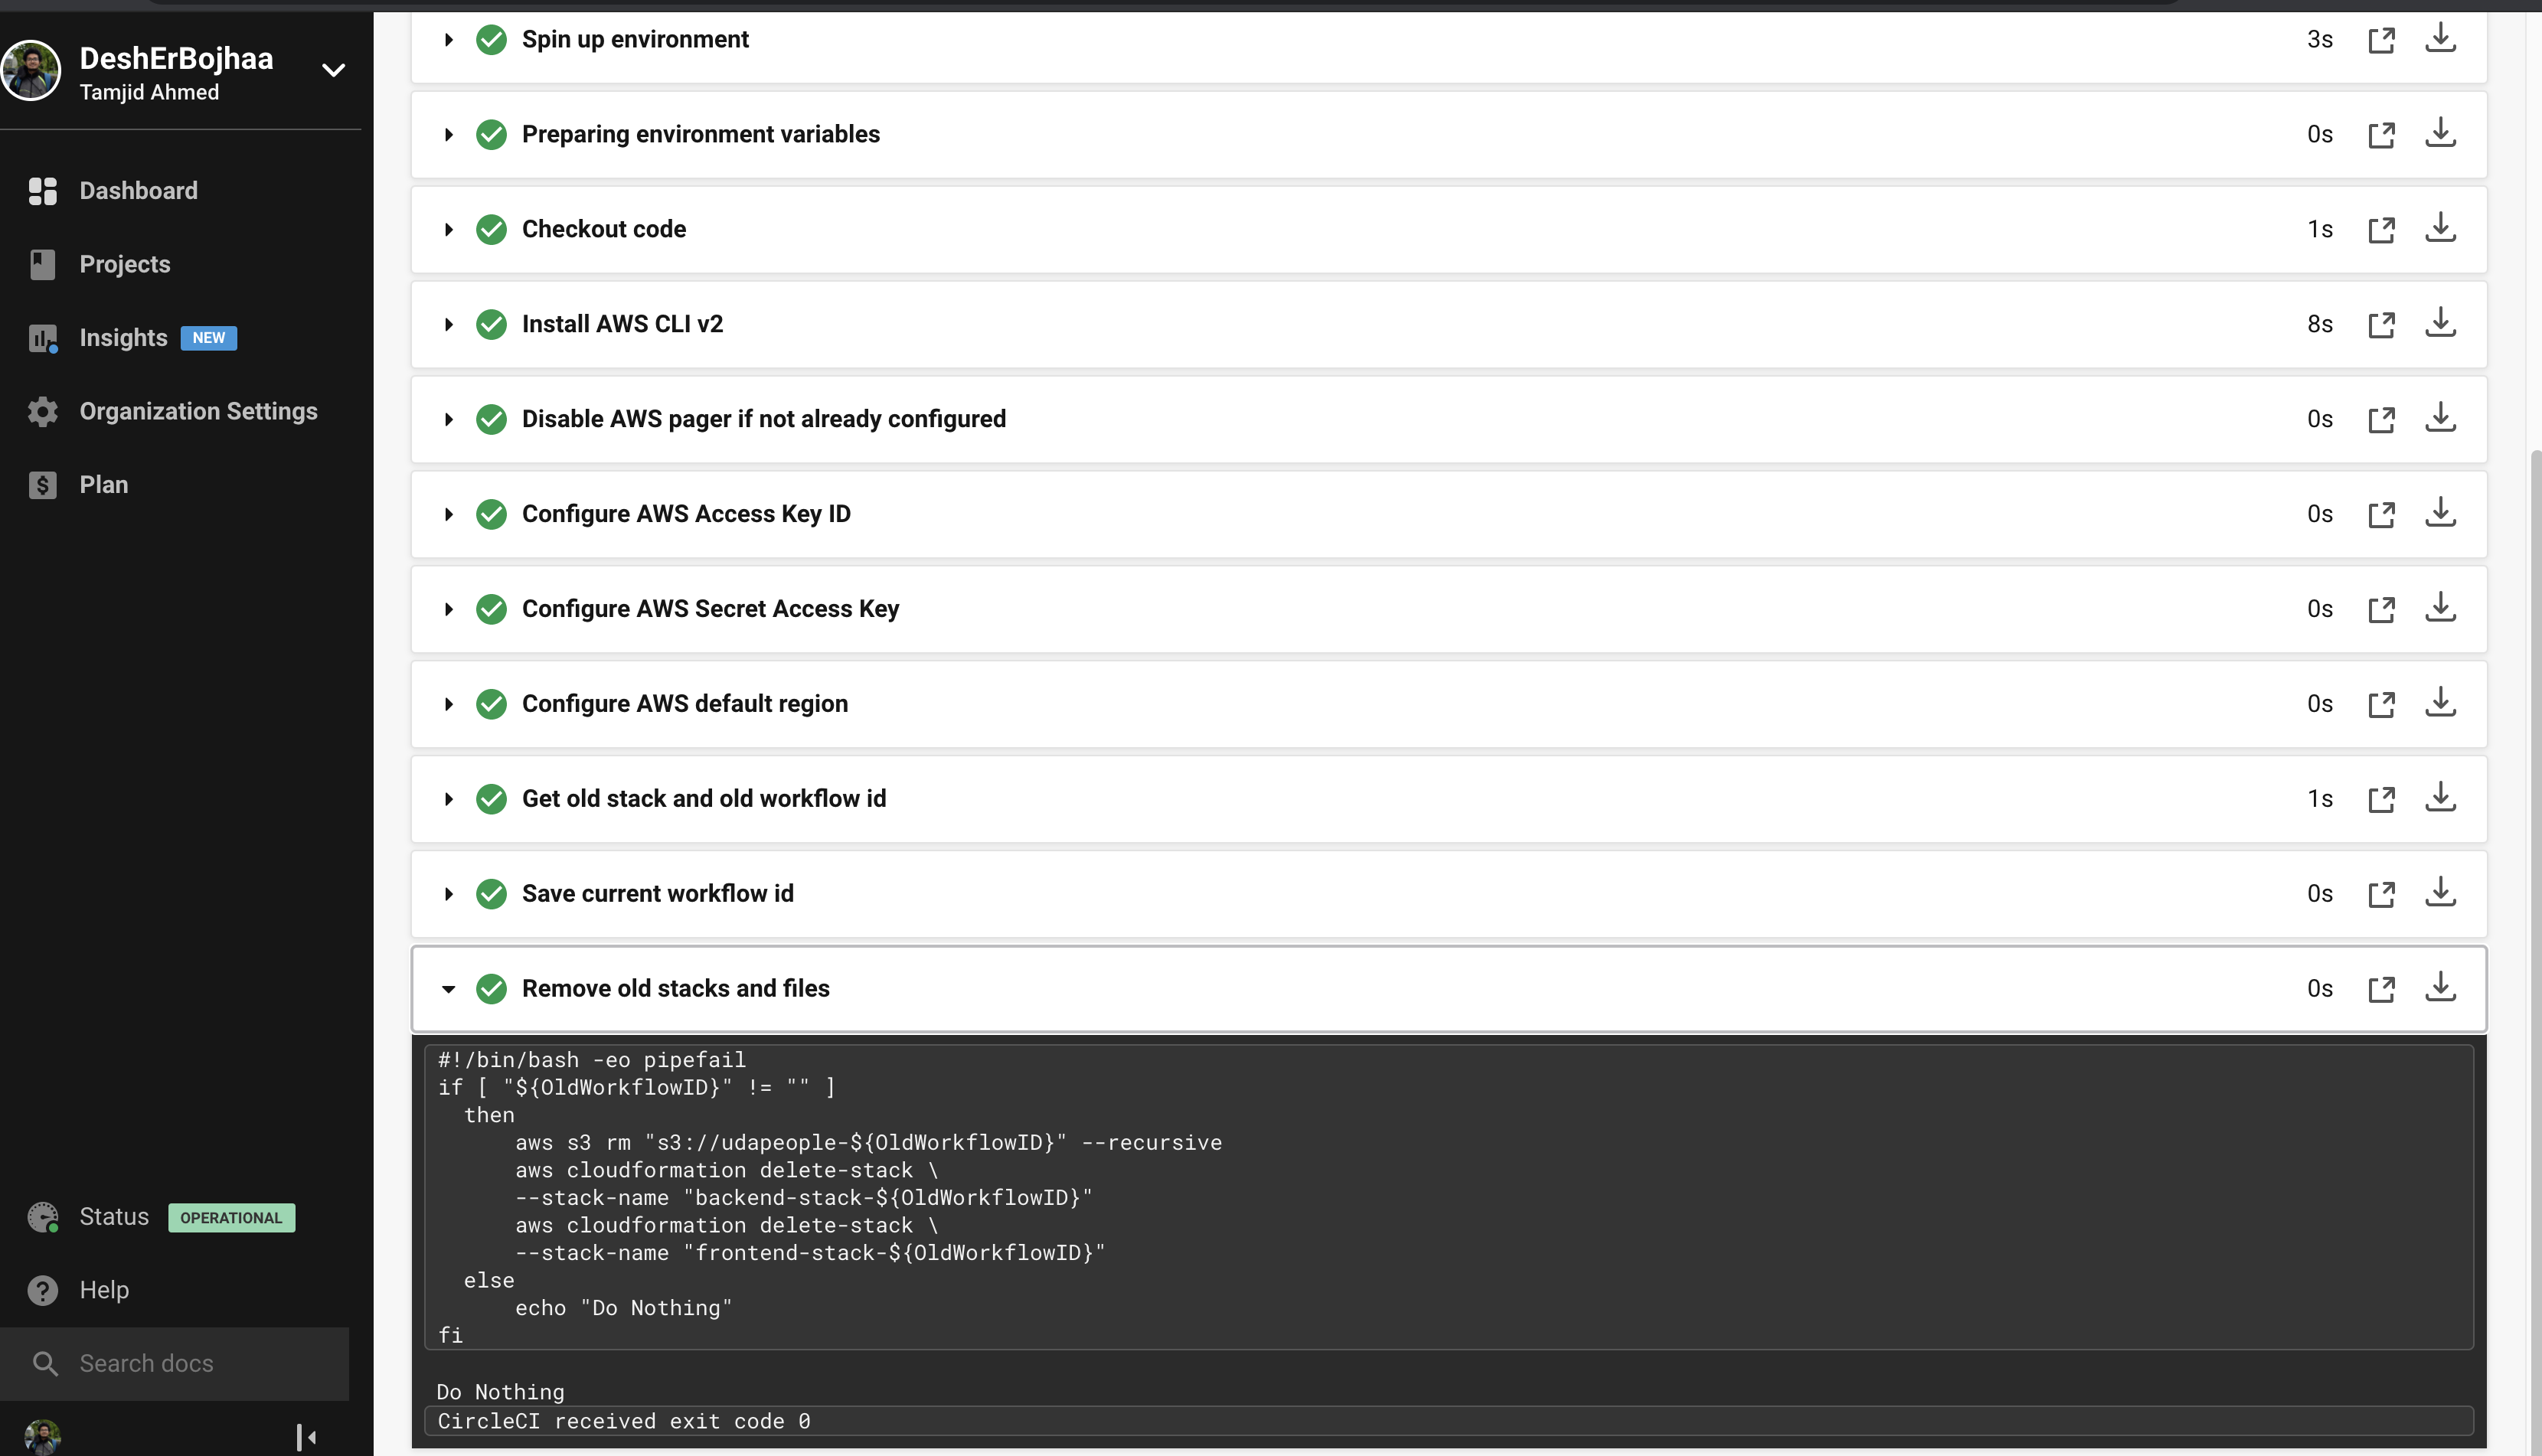 DeshErBojhaa
Tamjid Ahmed
Dashboard
Projects
Insights NEW
Organization Settings
Plan
Status OPERATIONAL
Help
Search docs
Spin up environment 3s
Preparing environment variables 0s
Checkout code 1s
Install AWS CLI v2 8s
Disable AWS pager if not already configured 0s
Configure AWS Access Key ID 0s
Configure AWS Secret Access Key 0s
Configure AWS default region 0s
Get old stack and old workflow id 1s
Save current workflow id 0s
Remove old stacks and files 0s
#!/bin/bash -eo pipefail
if [ "${OldWorkflowID}" != "" ]
  then
      aws s3 rm "s3://udapeople-${OldWorkflowID}" --recursive
      aws cloudformation delete-stack \
      --stack-name "backend-stack-${OldWorkflowID}"
      aws cloudformation delete-stack \
      --stack-name "frontend-stack-${OldWorkflowID}"
  else
      echo "Do Nothing"
fi
Do Nothing
CircleCI received exit code 0